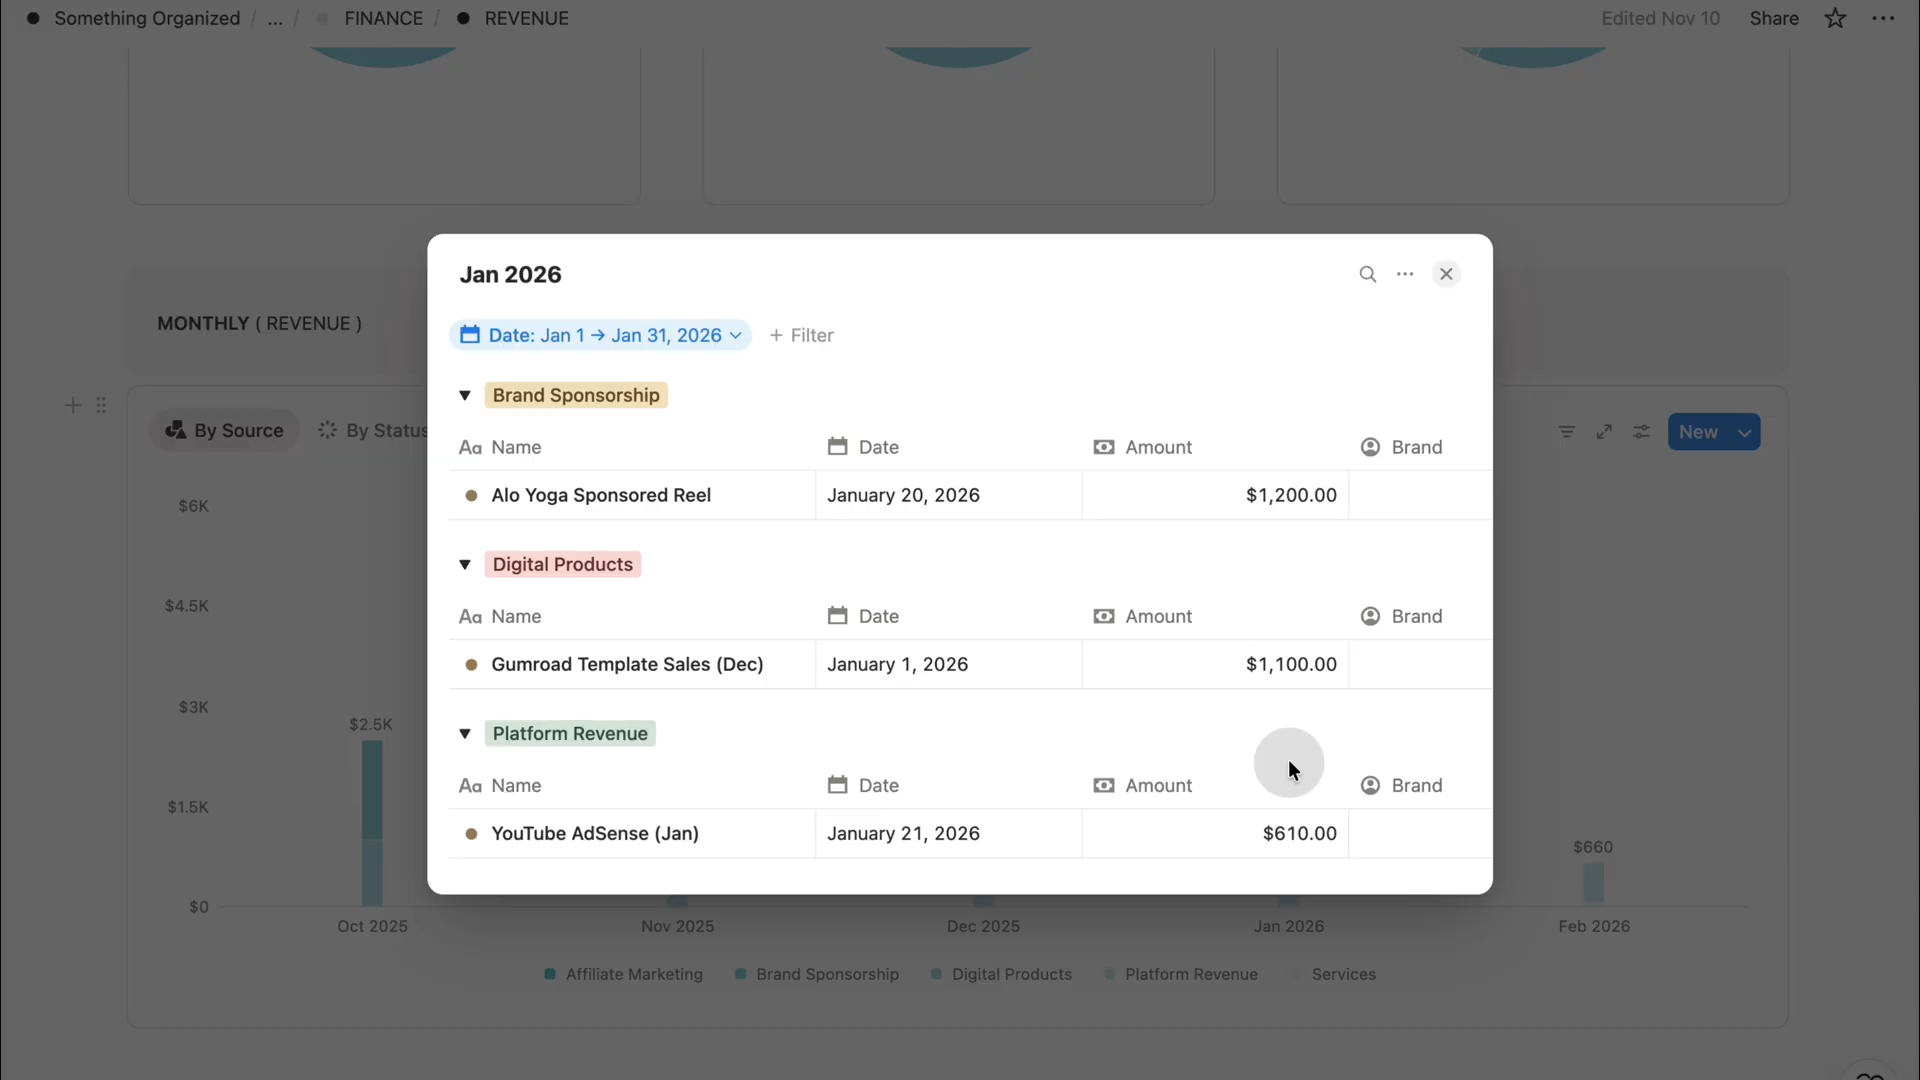 Something Organized / ... / FINANCE / REVENUE
Edited Nov 10 Share
MONTHLY ( REVENUE )
By Source By Status
New
$6K
$4.5K
$3K
$1.5K
$0
$2.5K
$660
Jan 2026
Date: Jan 1 → Jan 31, 2026 + Filter
Brand Sponsorship
Aa Name Date Amount Brand
Alo Yoga Sponsored Reel January 20, 2026 $1,200.00
Digital Products
Aa Name Date Amount Brand
Gumroad Template Sales (Dec) January 1, 2026 $1,100.00
Platform Revenue
Aa Name Date Amount Brand
YouTube AdSense (Jan) January 21, 2026 $610.00
Oct 2025 Nov 2025 Dec 2025 Jan 2026 Feb 2026
Affiliate Marketing Brand Sponsorship Digital Products Platform Revenue Services